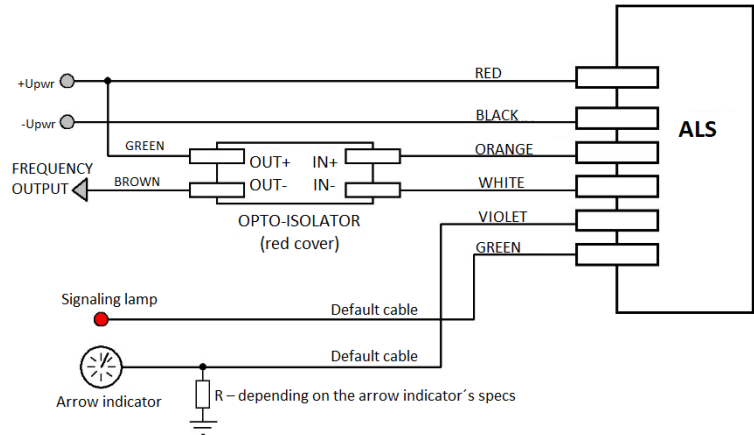 RED
+Upwr
BLACK
-Upwr
ALS
GREEN
ORANGE
OUT+ IN+
FREQUENCY
OUTPUT
BROWN
OUT- IN-
WHITE
OPTO-ISOLATOR
(red cover)
VIOLET
GREEN
Signaling lamp
Default cable
Default cable
Arrow indicator
R – depending on the arrow indicator´s specs